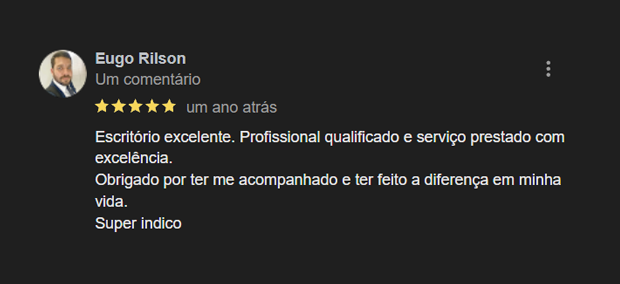 Eugo Rilson
Um comentário
um ano atrás
Escritório excelente. Profissional qualificado e serviço prestado com
excelência.
Obrigado por ter me acompanhado e ter feito a diferença em minha
vida.
Super indico